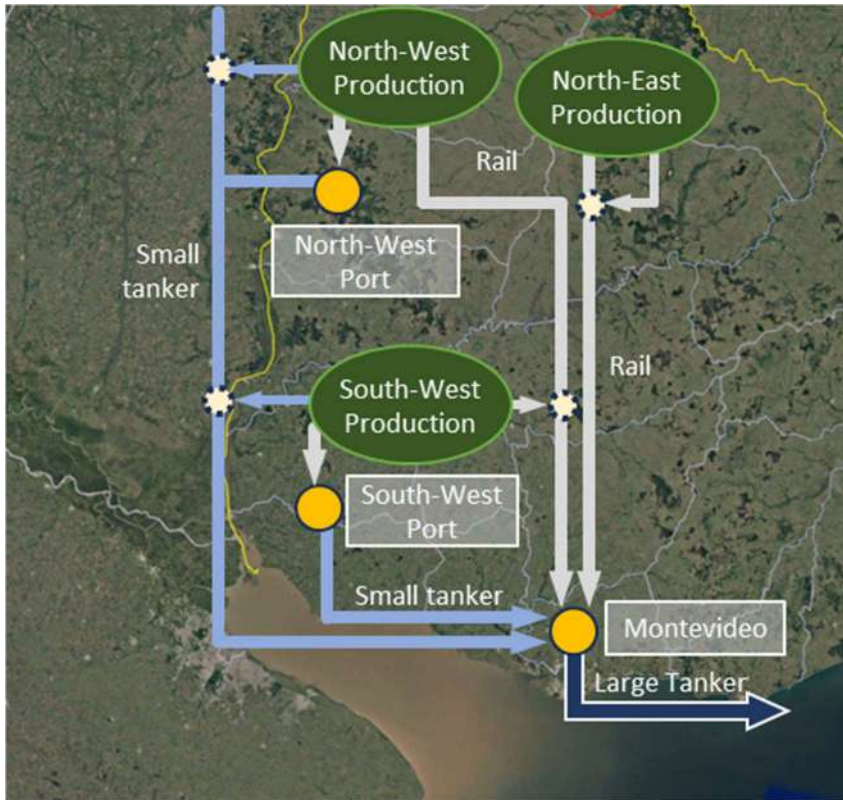 North-West
Production
North-East
Production
Rail
North-West
Port
Small
tanker
Rail
South-West
Production
South-West
Port
Small tanker
Montevideo
Large Tanker